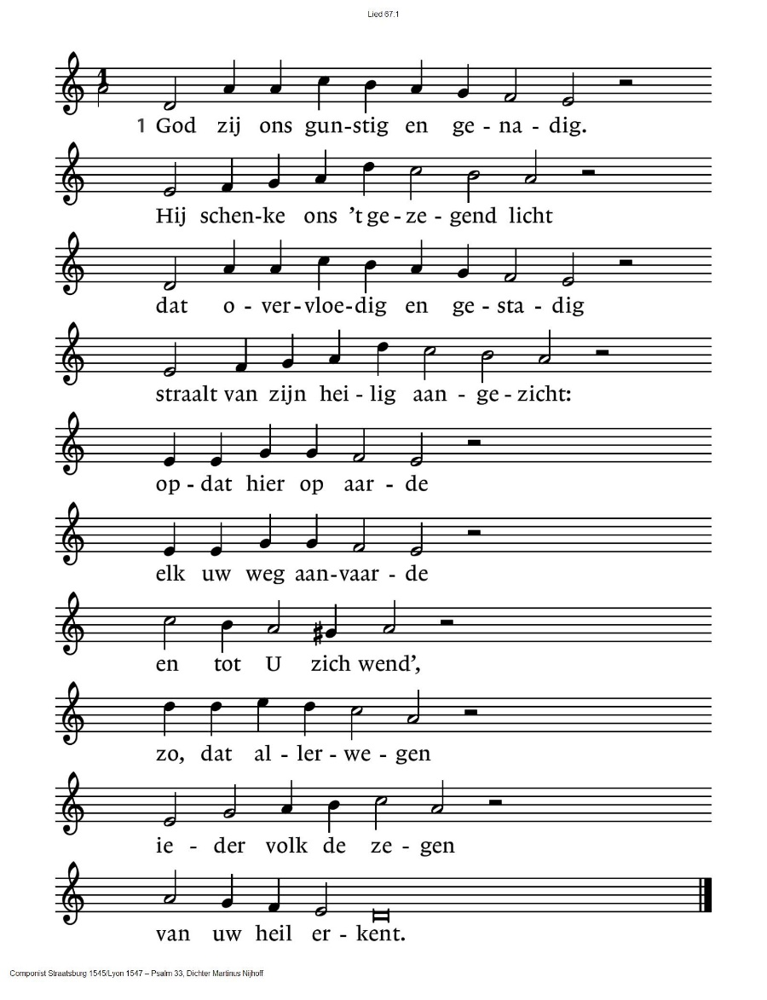 Lied 67:1
1
1 God zij ons gun-stig en ge - na - dig.
Hij schen-ke ons ’t ge - ze - gend licht
dat o - ver-vloe-dig en ge - sta - dig
straalt van zijn hei - lig aan - ge - zicht:
op - dat hier op aar - de
elk uw weg aan-vaar - de
en tot U zich wend’,
zo, dat al - ler - we - gen
ie - der volk de ze - gen
van uw heil er - kent.
Componist Straatsburg 1545/Lyon 1547 – Psalm 33, Dichter Martinus Nijhoff